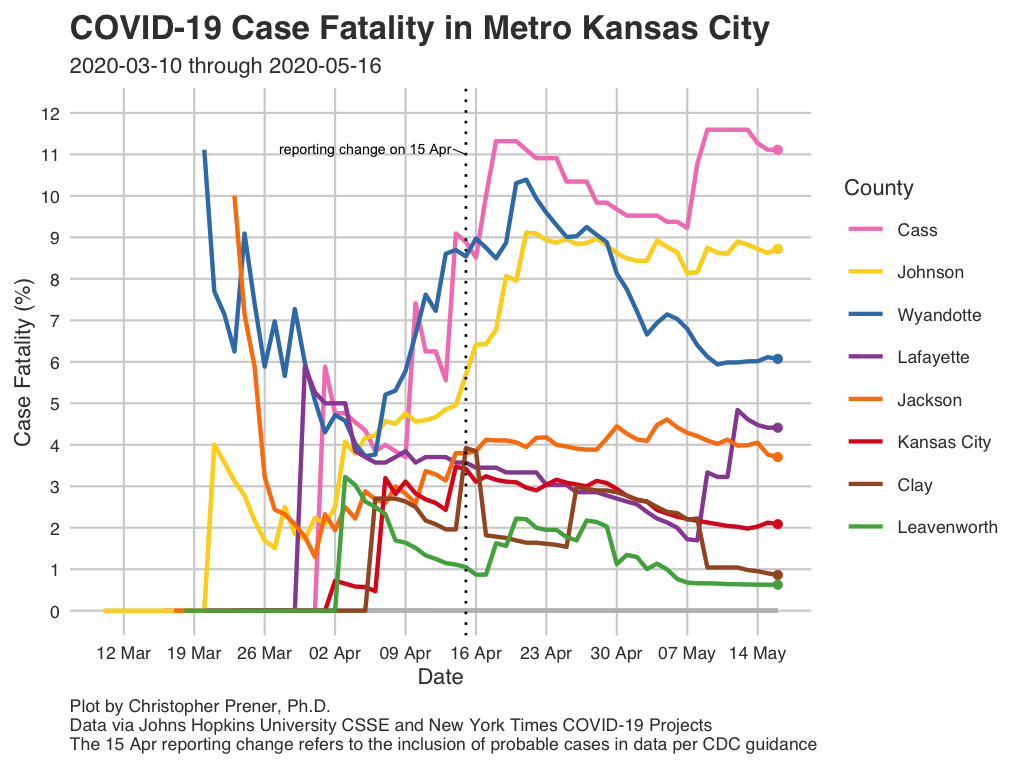 COVID-19 Case Fatality in Metro Kansas City
2020-03-10 through 2020-05-16
Case Fatality (%)
12
11
10
9
8
7
6
5
4
3
2
1
0
reporting change on 15 Apr
12 Mar 19 Mar 26 Mar 02 Apr 09 Apr 16 Apr 23 Apr 30 Apr 07 May 14 May
Date
County
Cass
Johnson
Wyandotte
Lafayette
Jackson
Kansas City
Clay
Leavenworth
Plot by Christopher Prener, Ph.D.
Data via Johns Hopkins University CSSE and New York Times COVID-19 Projects
The 15 Apr reporting change refers to the inclusion of probable cases in data per CDC guidance